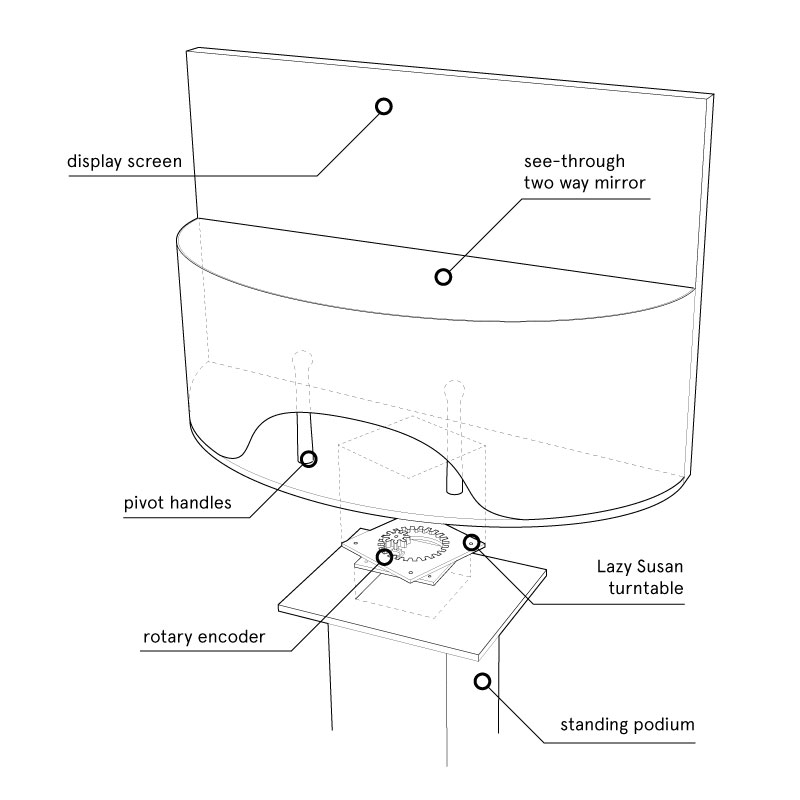 display screen
see-through
two way mirror
pivot handles
Lazy Susan
turntable
rotary encoder
standing podium